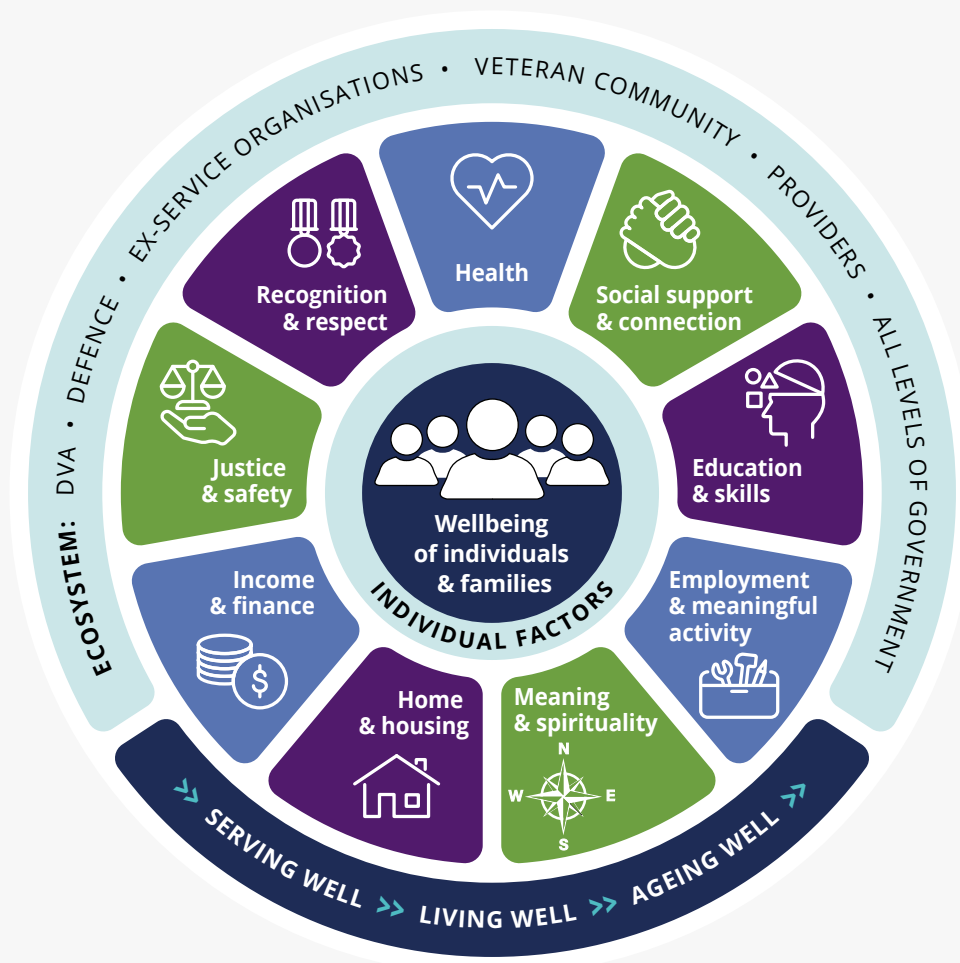 ECOSYSTEM: DVA • DEFENCE • EX-SERVICE ORGANISATIONS • VETERAN COMMUNITY • PROVIDERS • ALL LEVELS OF GOVERNMENT
Health
Social support
& connection
Education
& skills
Employment
& meaningful
activity
Meaning
& spirituality
N
W
E
S
Home
& housing
Income
& finance
$
Justice
& safety
Recognition
& respect
Wellbeing
of individuals
& families
INDIVIDUAL FACTORS
SERVING WELL >> LIVING WELL >> AGEING WELL